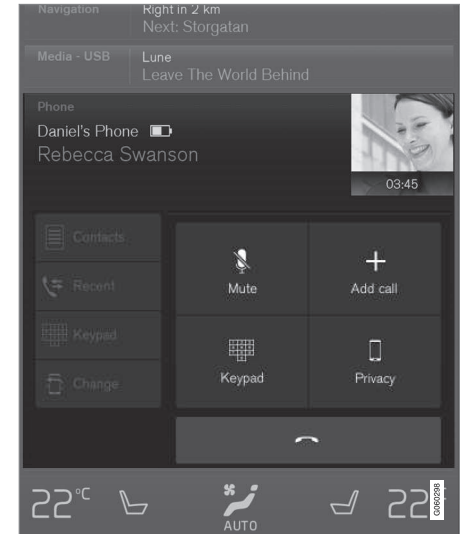 Navigation Right in 2 km
Next: Storgatan
Media - USB Lune
Leave The World Behind
Phone
Daniel's Phone
Rebecca Swanson
03:45
Contacts
Recent
Keypad
Change
Mute Add call
Keypad Privacy
22°C AUTO 22°
G060298